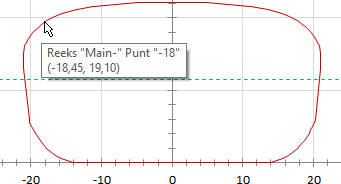 Reeks "Main-" Punt "-18"
(-18,45, 19,10)
-20 -10 0 10 20